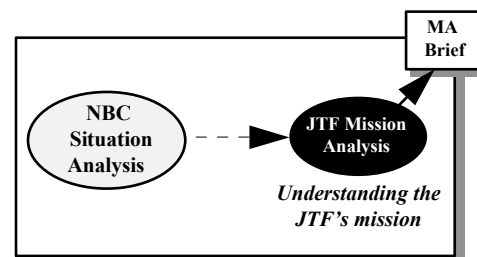 MA
Brief
NBC
Situation
Analysis
JTF Mission
Analysis
Understanding the
JTF's mission